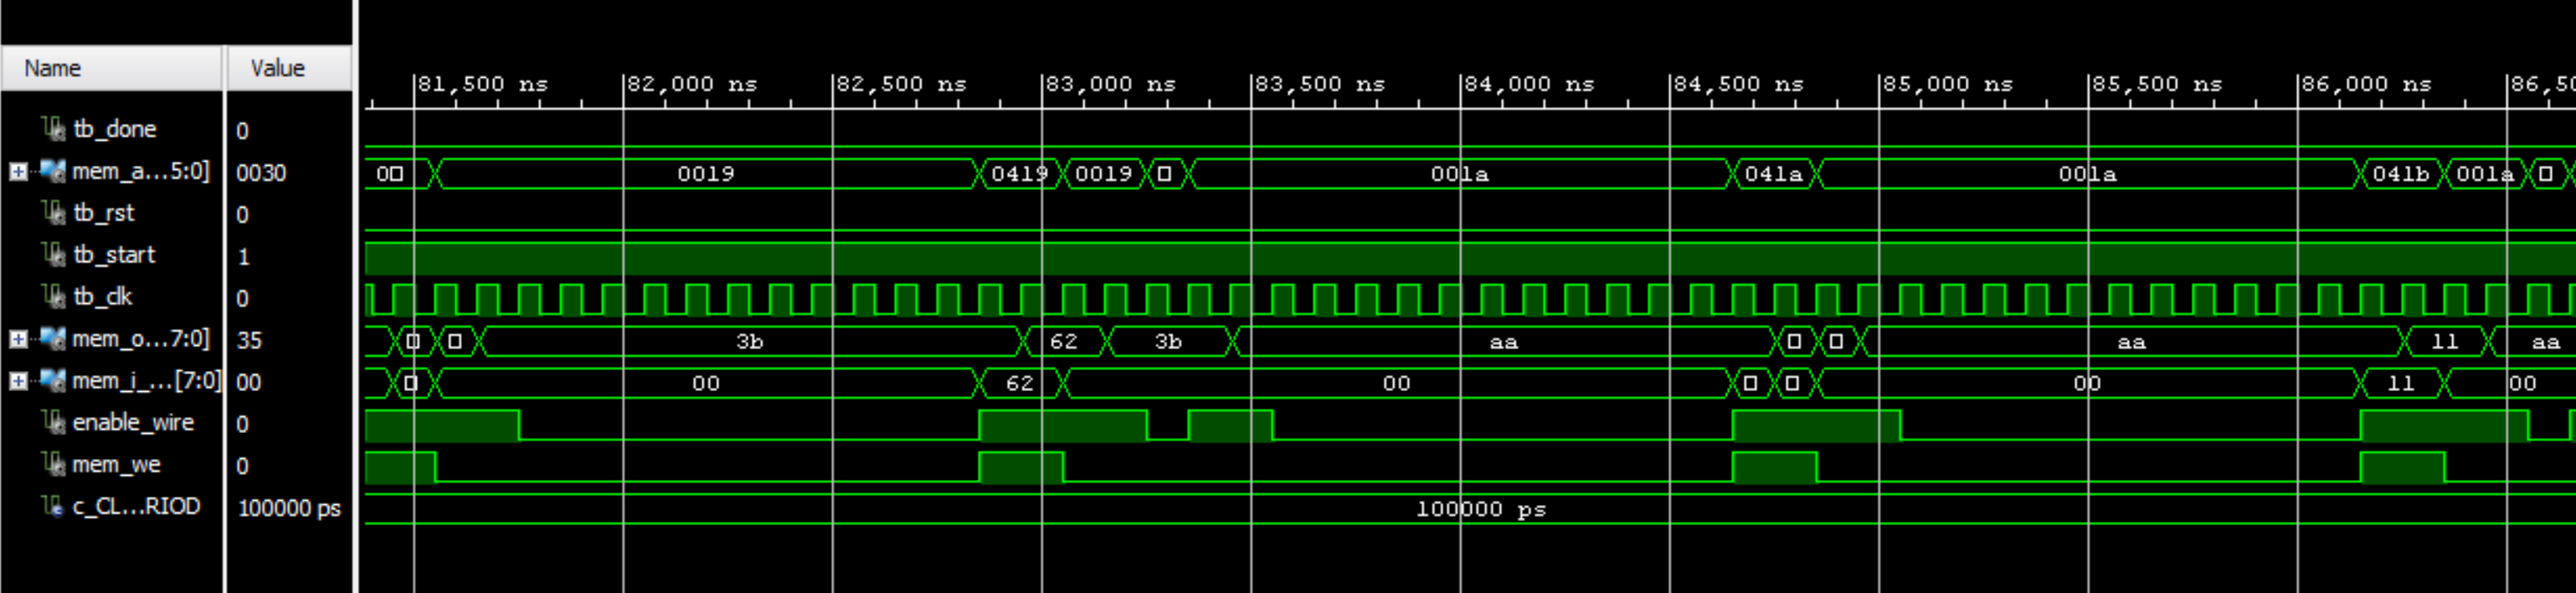 Name Value
81,500 ns 82,000 ns 82,500 ns 83,000 ns 83,500 ns 84,000 ns 84,500 ns 85,000 ns 85,500 ns 86,000 ns 86,5
tb_done 0
mem_a...5:0] 0030 0 0019 0419 0019 001a 041a 001a 041b 001a
tb_rst 0
tb_start 1
tb_clk 0
mem_o...7:0] 35 3b 62 3b aa aa 11 aa
mem_i_...[7:0] 00 00 62 00 00 11 00
enable_wire 0
mem_we 0
c_CL...RIOD 100000 ps 100000 ps